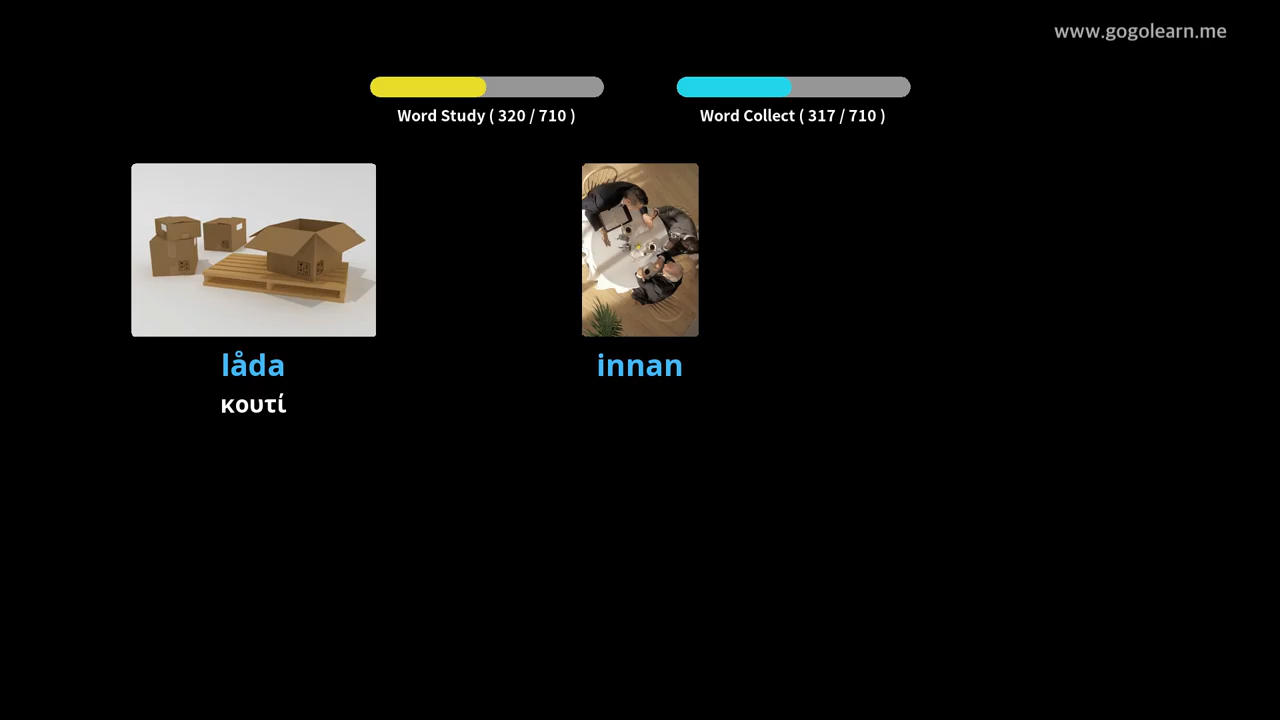 www.gogolearn.me
Word Study ( 320 / 710 )
Word Collect ( 317 / 710 )
låda
innan
κουτί